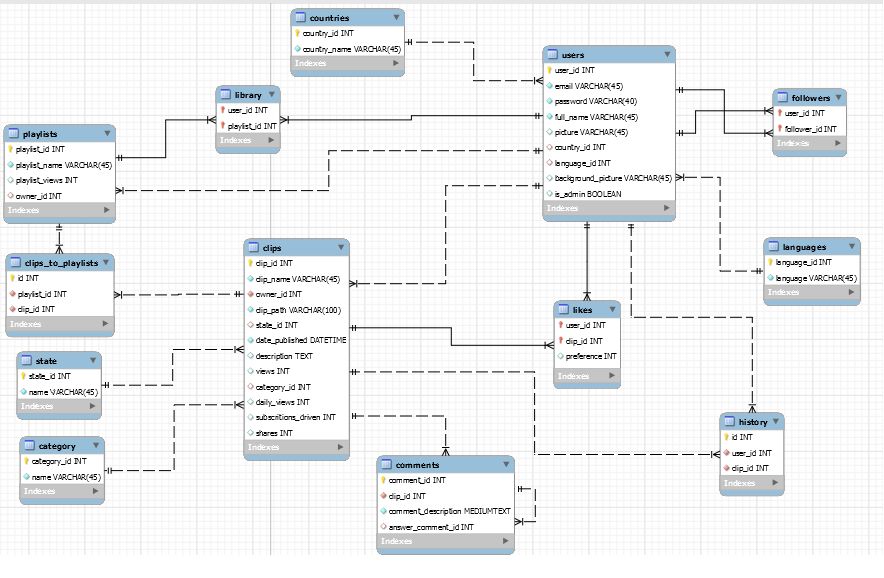 countries
country_id INT
country_name VARCHAR(45)
Indexes
users
user_id INT
email VARCHAR(45)
password VARCHAR(40)
full_name VARCHAR(45)
picture VARCHAR(45)
country_id INT
language_id INT
background_picture VARCHAR(45)
is_admin BOOLEAN
Indexes
library
user_id INT
playlist_id INT
Indexes
followers
user_id INT
follower_id INT
Indexes
playlists
playlist_id INT
playlist_name VARCHAR(45)
playlist_views INT
owner_id INT
Indexes
clips_to_playlists
id INT
playlist_id INT
clip_id INT
Indexes
clips
clip_id INT
clip_name VARCHAR(45)
owner_id INT
clip_path VARCHAR(100)
state_id INT
date_published DATETIME
description TEXT
views INT
category_id INT
daily_views INT
subscritions_driven INT
shares INT
Indexes
languages
language_id INT
language VARCHAR(45)
Indexes
likes
user_id INT
clip_id INT
preference INT
Indexes
state
state_id INT
name VARCHAR(45)
Indexes
category
category_id INT
name VARCHAR(45)
Indexes
comments
comment_id INT
clip_id INT
comment_description MEDIUMTEXT
answer_comment_id INT
Indexes
history
id INT
user_id INT
clip_id INT
Indexes